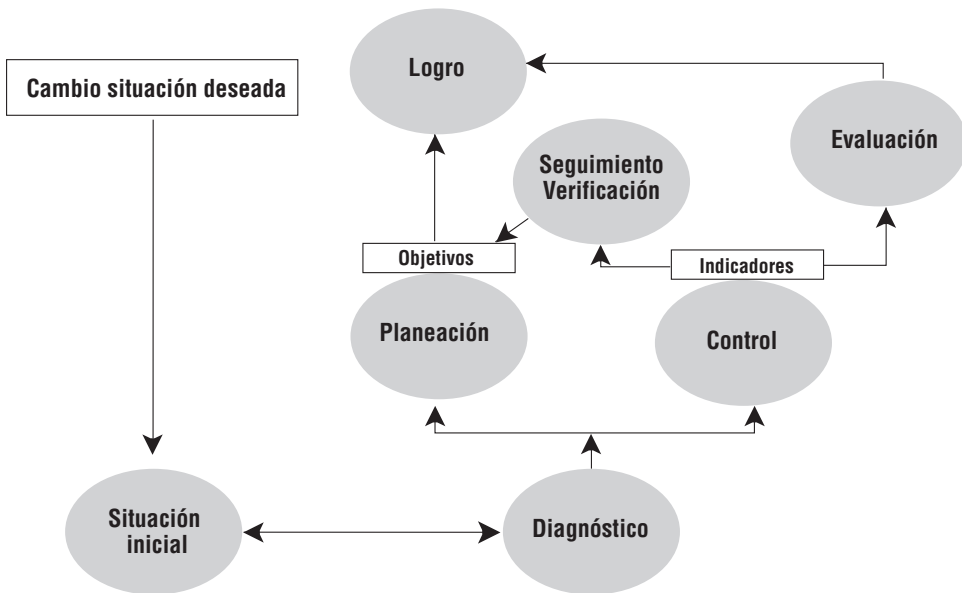 Logro
Cambio situación deseada
Evaluación
Seguimiento
Verificación
Objetivos
Indicadores
Planeación
Control
Situación
inicial
Diagnóstico